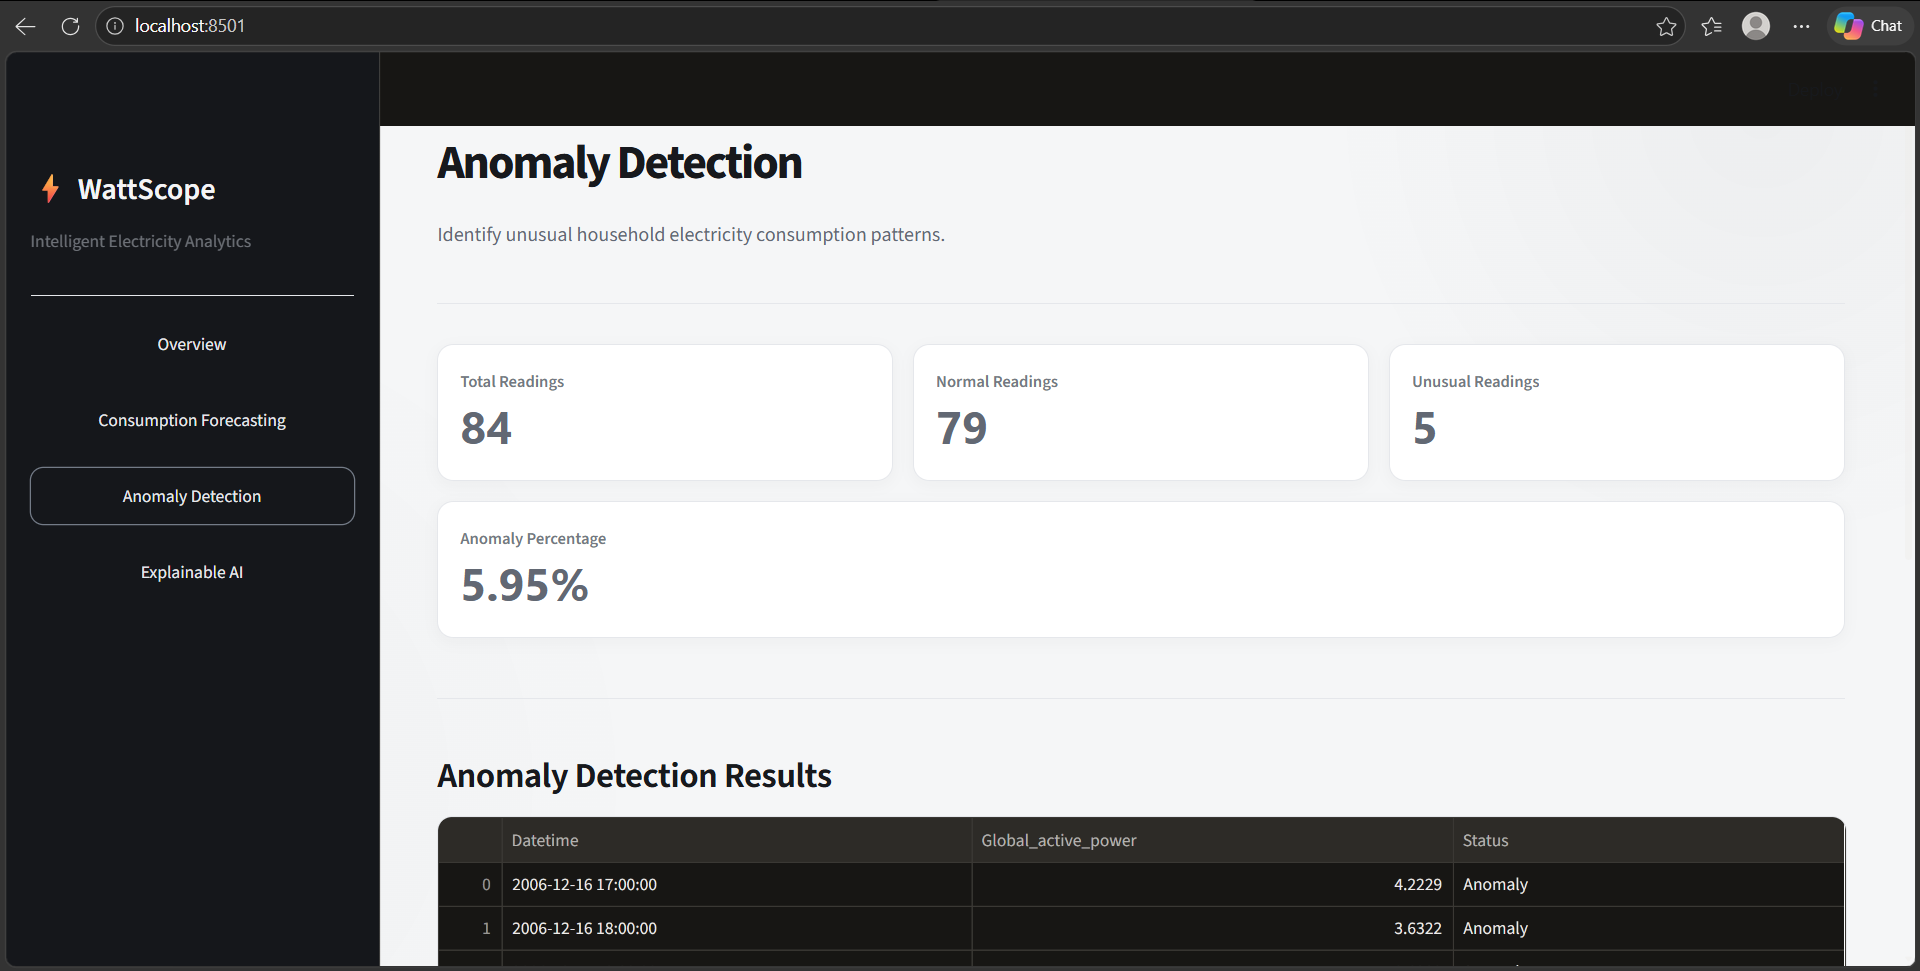 localhost:8501
Chat
WattScope
Intelligent Electricity Analytics
Overview
Consumption Forecasting
Anomaly Detection
Explainable AI
Anomaly Detection
Identify unusual household electricity consumption patterns.
Total Readings
84
Normal Readings
79
Unusual Readings
5
Anomaly Percentage
5.95%
Anomaly Detection Results
Datetime Global_active_power Status
0 2006-12-16 17:00:00 4.2229 Anomaly
1 2006-12-16 18:00:00 3.6322 Anomaly